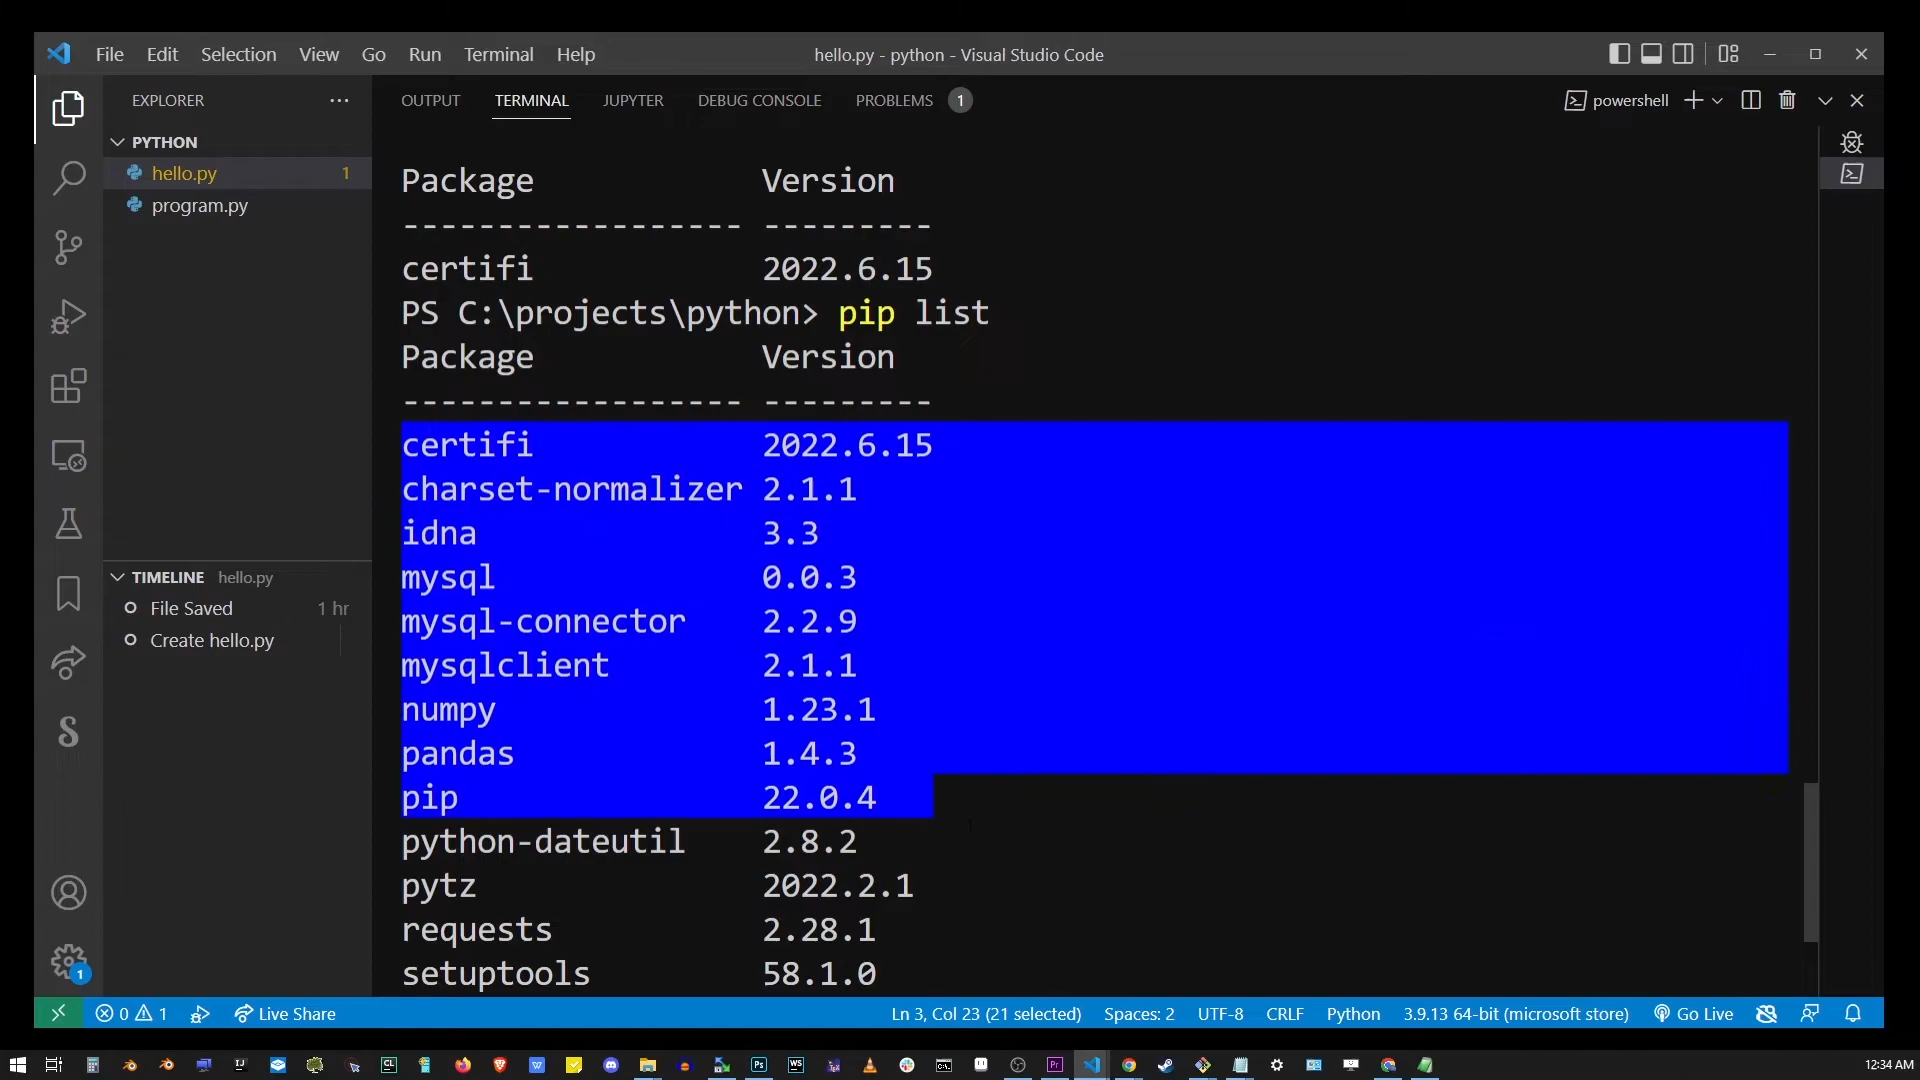 File Edit Selection View Go Run Terminal Help hello.py - python - Visual Studio Code
EXPLORER
OUTPUT TERMINAL JUPYTER DEBUG CONSOLE PROBLEMS 1 powershell
PYTHON
hello.py 1
program.py
TIMELINE hello.py
File Saved 1 hr
Create hello.py
Package Version
------------------ ---------
certifi 2022.6.15
PS C:\projects\python> pip list
Package Version
------------------ ---------
certifi 2022.6.15
charset-normalizer 2.1.1
idna 3.3
mysql 0.0.3
mysql-connector 2.2.9
mysqlclient 2.1.1
numpy 1.23.1
pandas 1.4.3
pip 22.0.4
python-dateutil 2.8.2
pytz 2022.2.1
requests 2.28.1
setuptools 58.1.0
1
0 1 Live Share Ln 3, Col 23 (21 selected) Spaces: 2 UTF-8 CRLF Python 3.9.13 64-bit (microsoft store) Go Live
12:34 AM